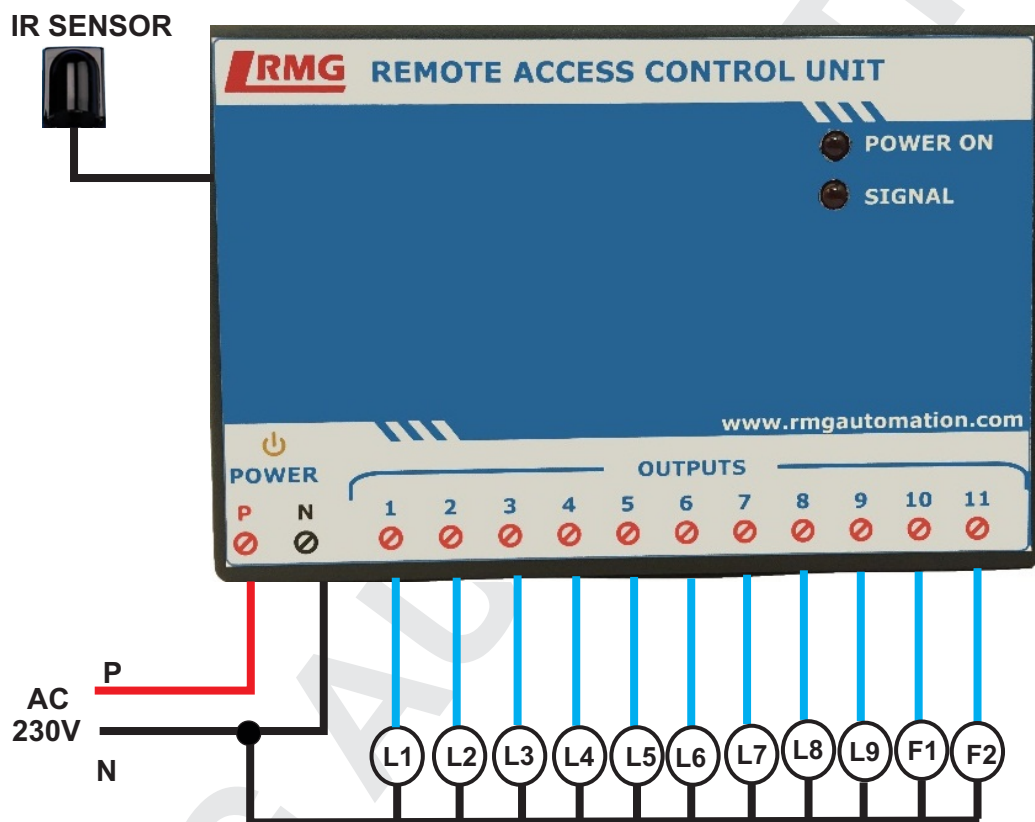 IR SENSOR
RMG REMOTE ACCESS CONTROL UNIT
POWER ON
SIGNAL
www.rmgautomation.com
POWER
OUTPUTS
P N 1 2 3 4 5 6 7 8 9 10 11
P
AC
230V
N
L1 L2 L3 L4 L5 L6 L7 L8 L9 F1 F2